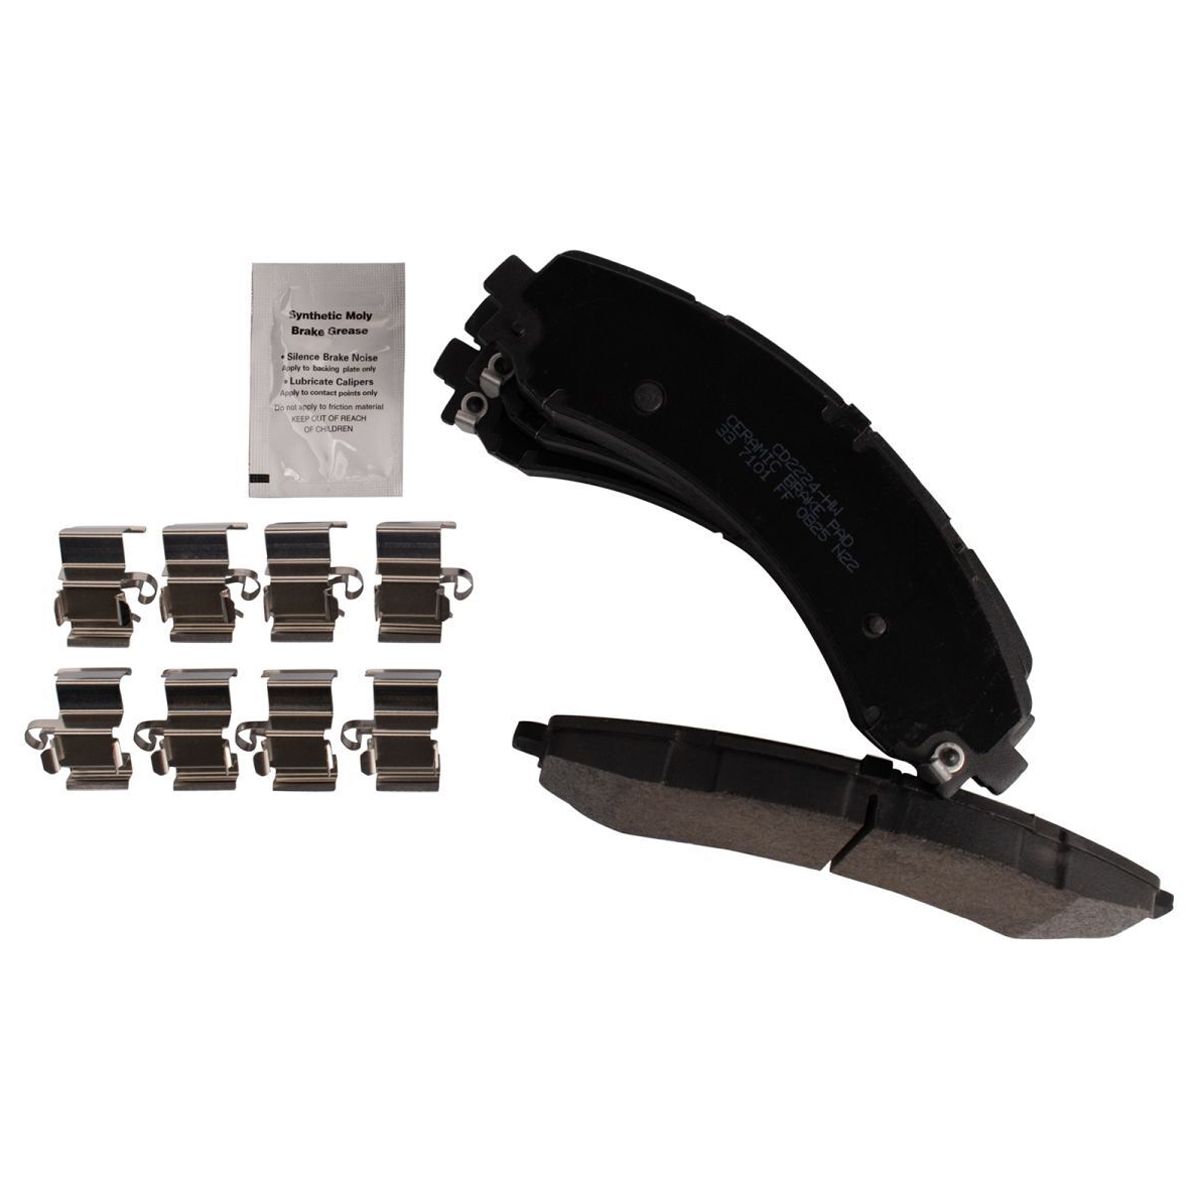 Synthetic Moly
Brake Grease
• Silence Brake Noise
Apply to backing plate only
• Lubricate Calipers
Apply to contact points only
Do not apply to friction material
KEEP OUT OF REACH
OF CHILDREN
CD2224-HW
CERAMIC BRAKE PAD
33 7101 FF 0825 N22